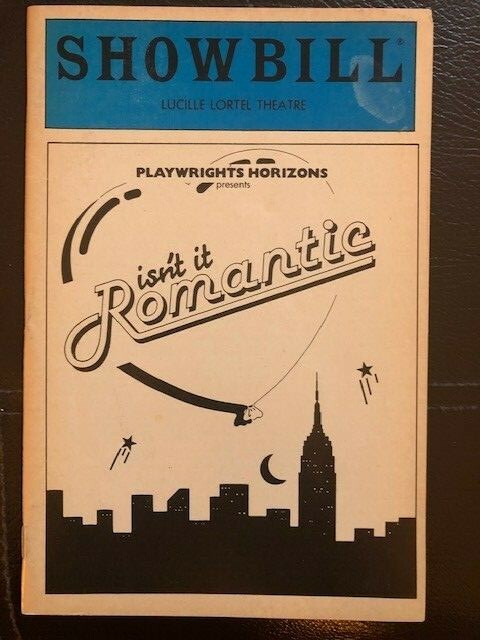 SHOWBILL®
LUCILLE LORTEL THEATRE
PLAYWRIGHTS HORIZONS
presents
isn't it
Romantic